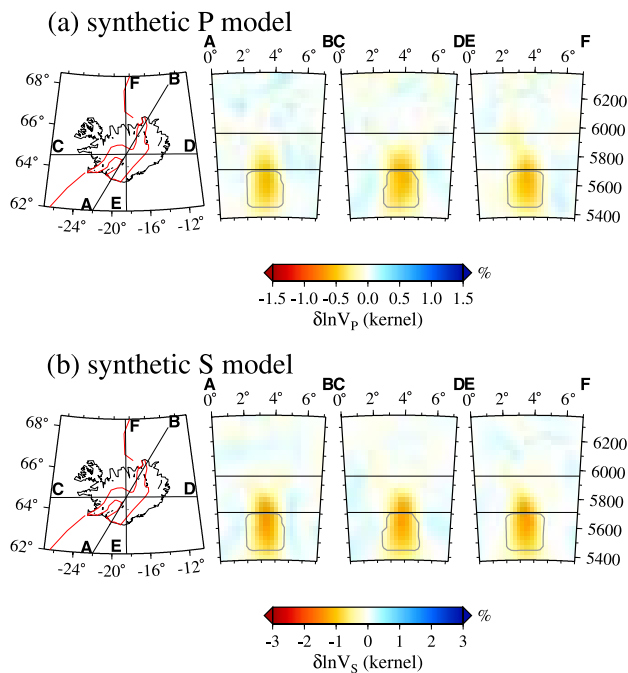 (a) synthetic P model
A BC DE F
0° 2° 4° 6° 0° 2° 4° 6° 0° 2° 4° 6°
68°
66°
64°
62°
F B
C D
A E
-24° -20° -16°
6200
6000
5800
5600
5400
-1.5 -1.0 -0.5 0.0 0.5 1.0 1.5 %
δlnV_P (kernel)
(b) synthetic S model
A BC DE F
0° 2° 4° 6° 0° 2° 4° 6° 0° 2° 4° 6°
68°
66°
64°
62°
F B
C D
A E
-24° -20° -16°
6200
6000
5800
5600
5400
-3 -2 -1 0 1 2 3 %
δlnV_S (kernel)